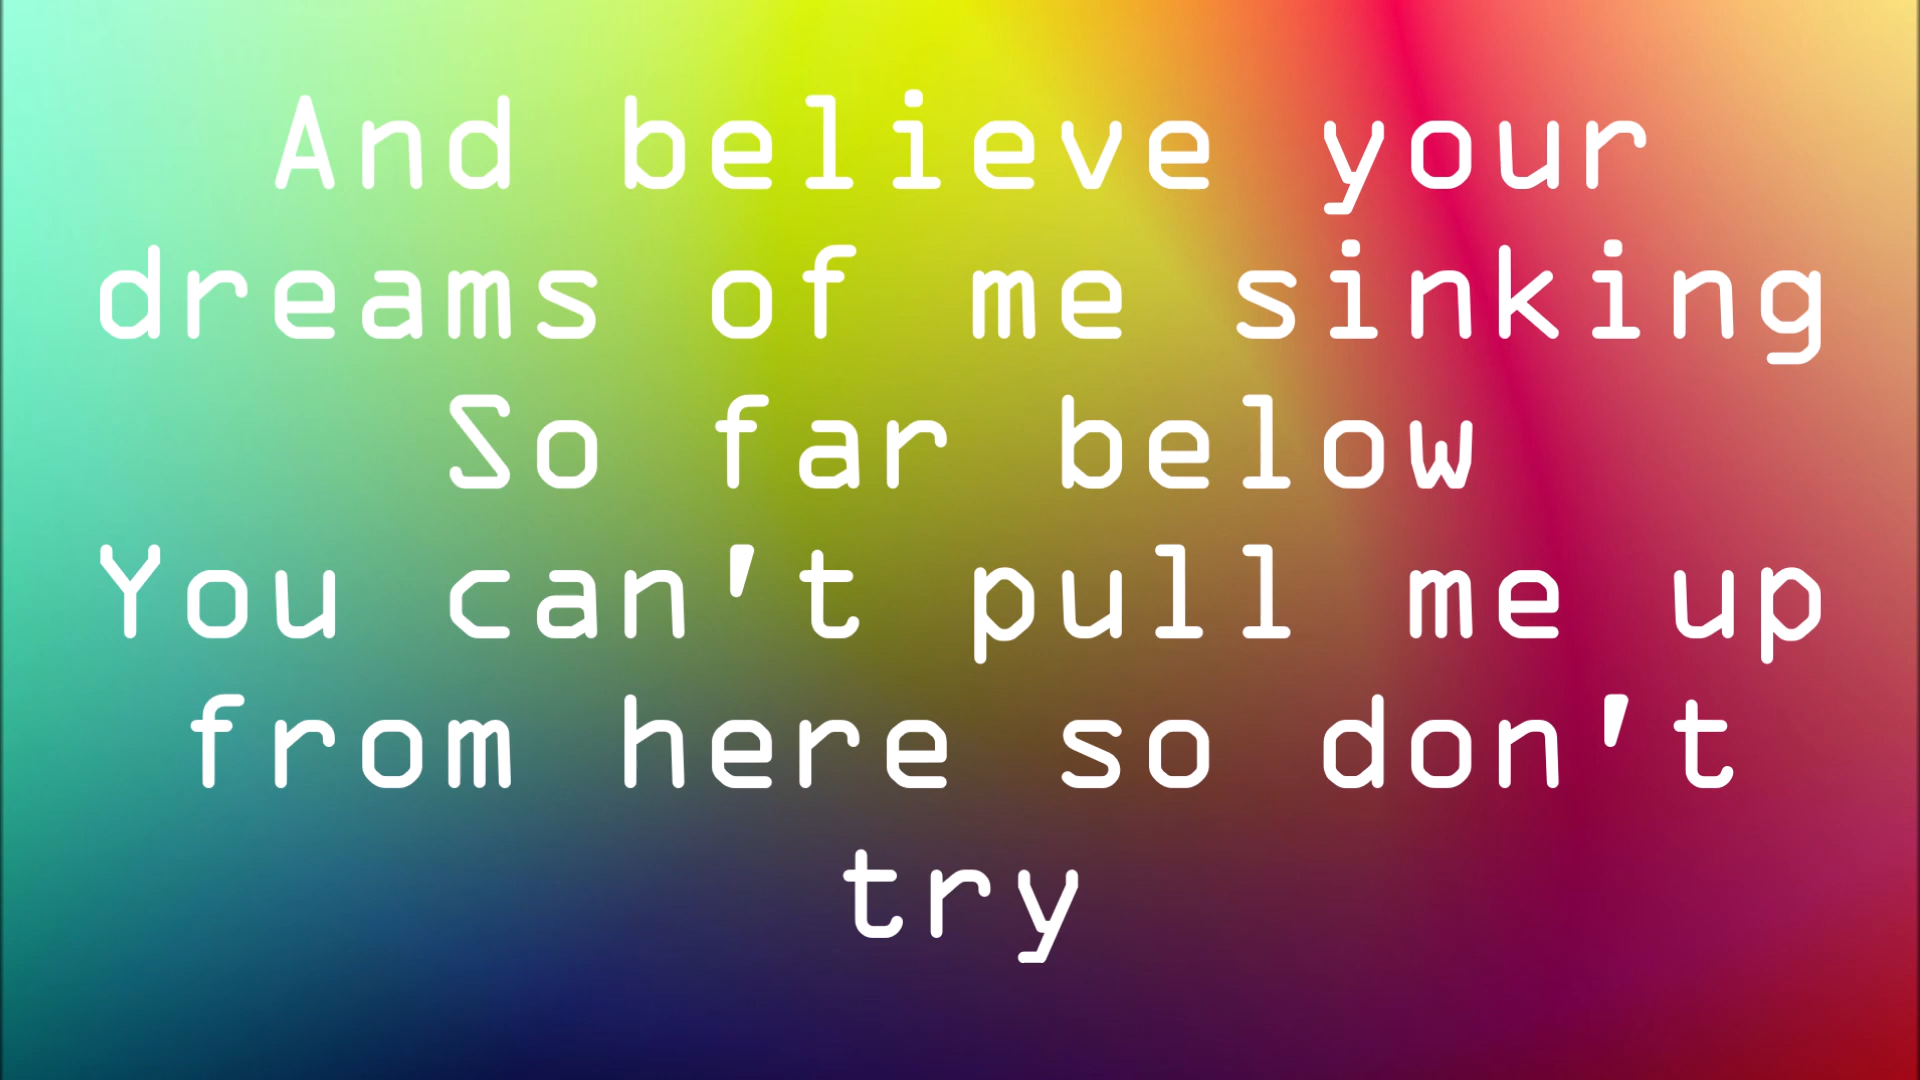 And believe your
dreams of me sinking
So far below
You can't pull me up
from here so don't
try